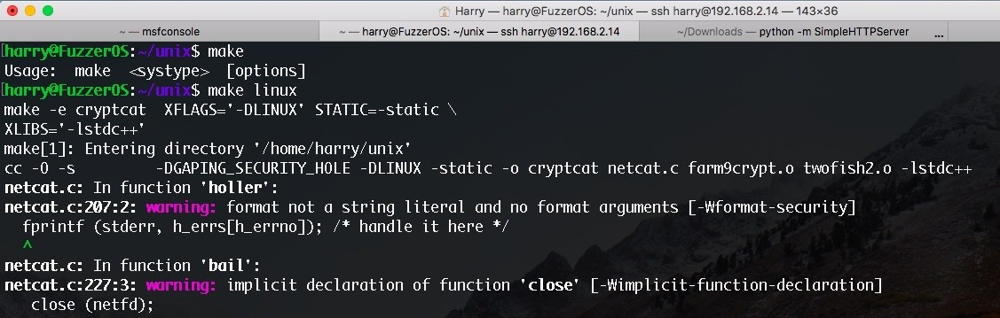 Harry — harry@FuzzerOS: ~/unix — ssh harry@192.168.2.14 — 143×36
~ — msfconsole
~ — harry@FuzzerOS: ~/unix — ssh harry@192.168.2.14
~/Downloads — python -m SimpleHTTPServer
...
[harry@FuzzerOS:~/unix$ make
Usage:  make  <systype>  [options]
[harry@FuzzerOS:~/unix$ make linux
make -e cryptcat  XFLAGS='-DLINUX' STATIC=-static \
XLIBS='-lstdc++'
make[1]: Entering directory '/home/harry/unix'
cc -O -s         -DGAPING_SECURITY_HOLE -DLINUX -static -o cryptcat netcat.c farm9crypt.o twofish2.o -lstdc++
netcat.c: In function 'holler':
netcat.c:207:2: warning: format not a string literal and no format arguments [-Wformat-security]
  fprintf (stderr, h_errs[h_errno]); /* handle it here */
  ^
netcat.c: In function 'bail':
netcat.c:227:3: warning: implicit declaration of function 'close' [-Wimplicit-function-declaration]
   close (netfd);